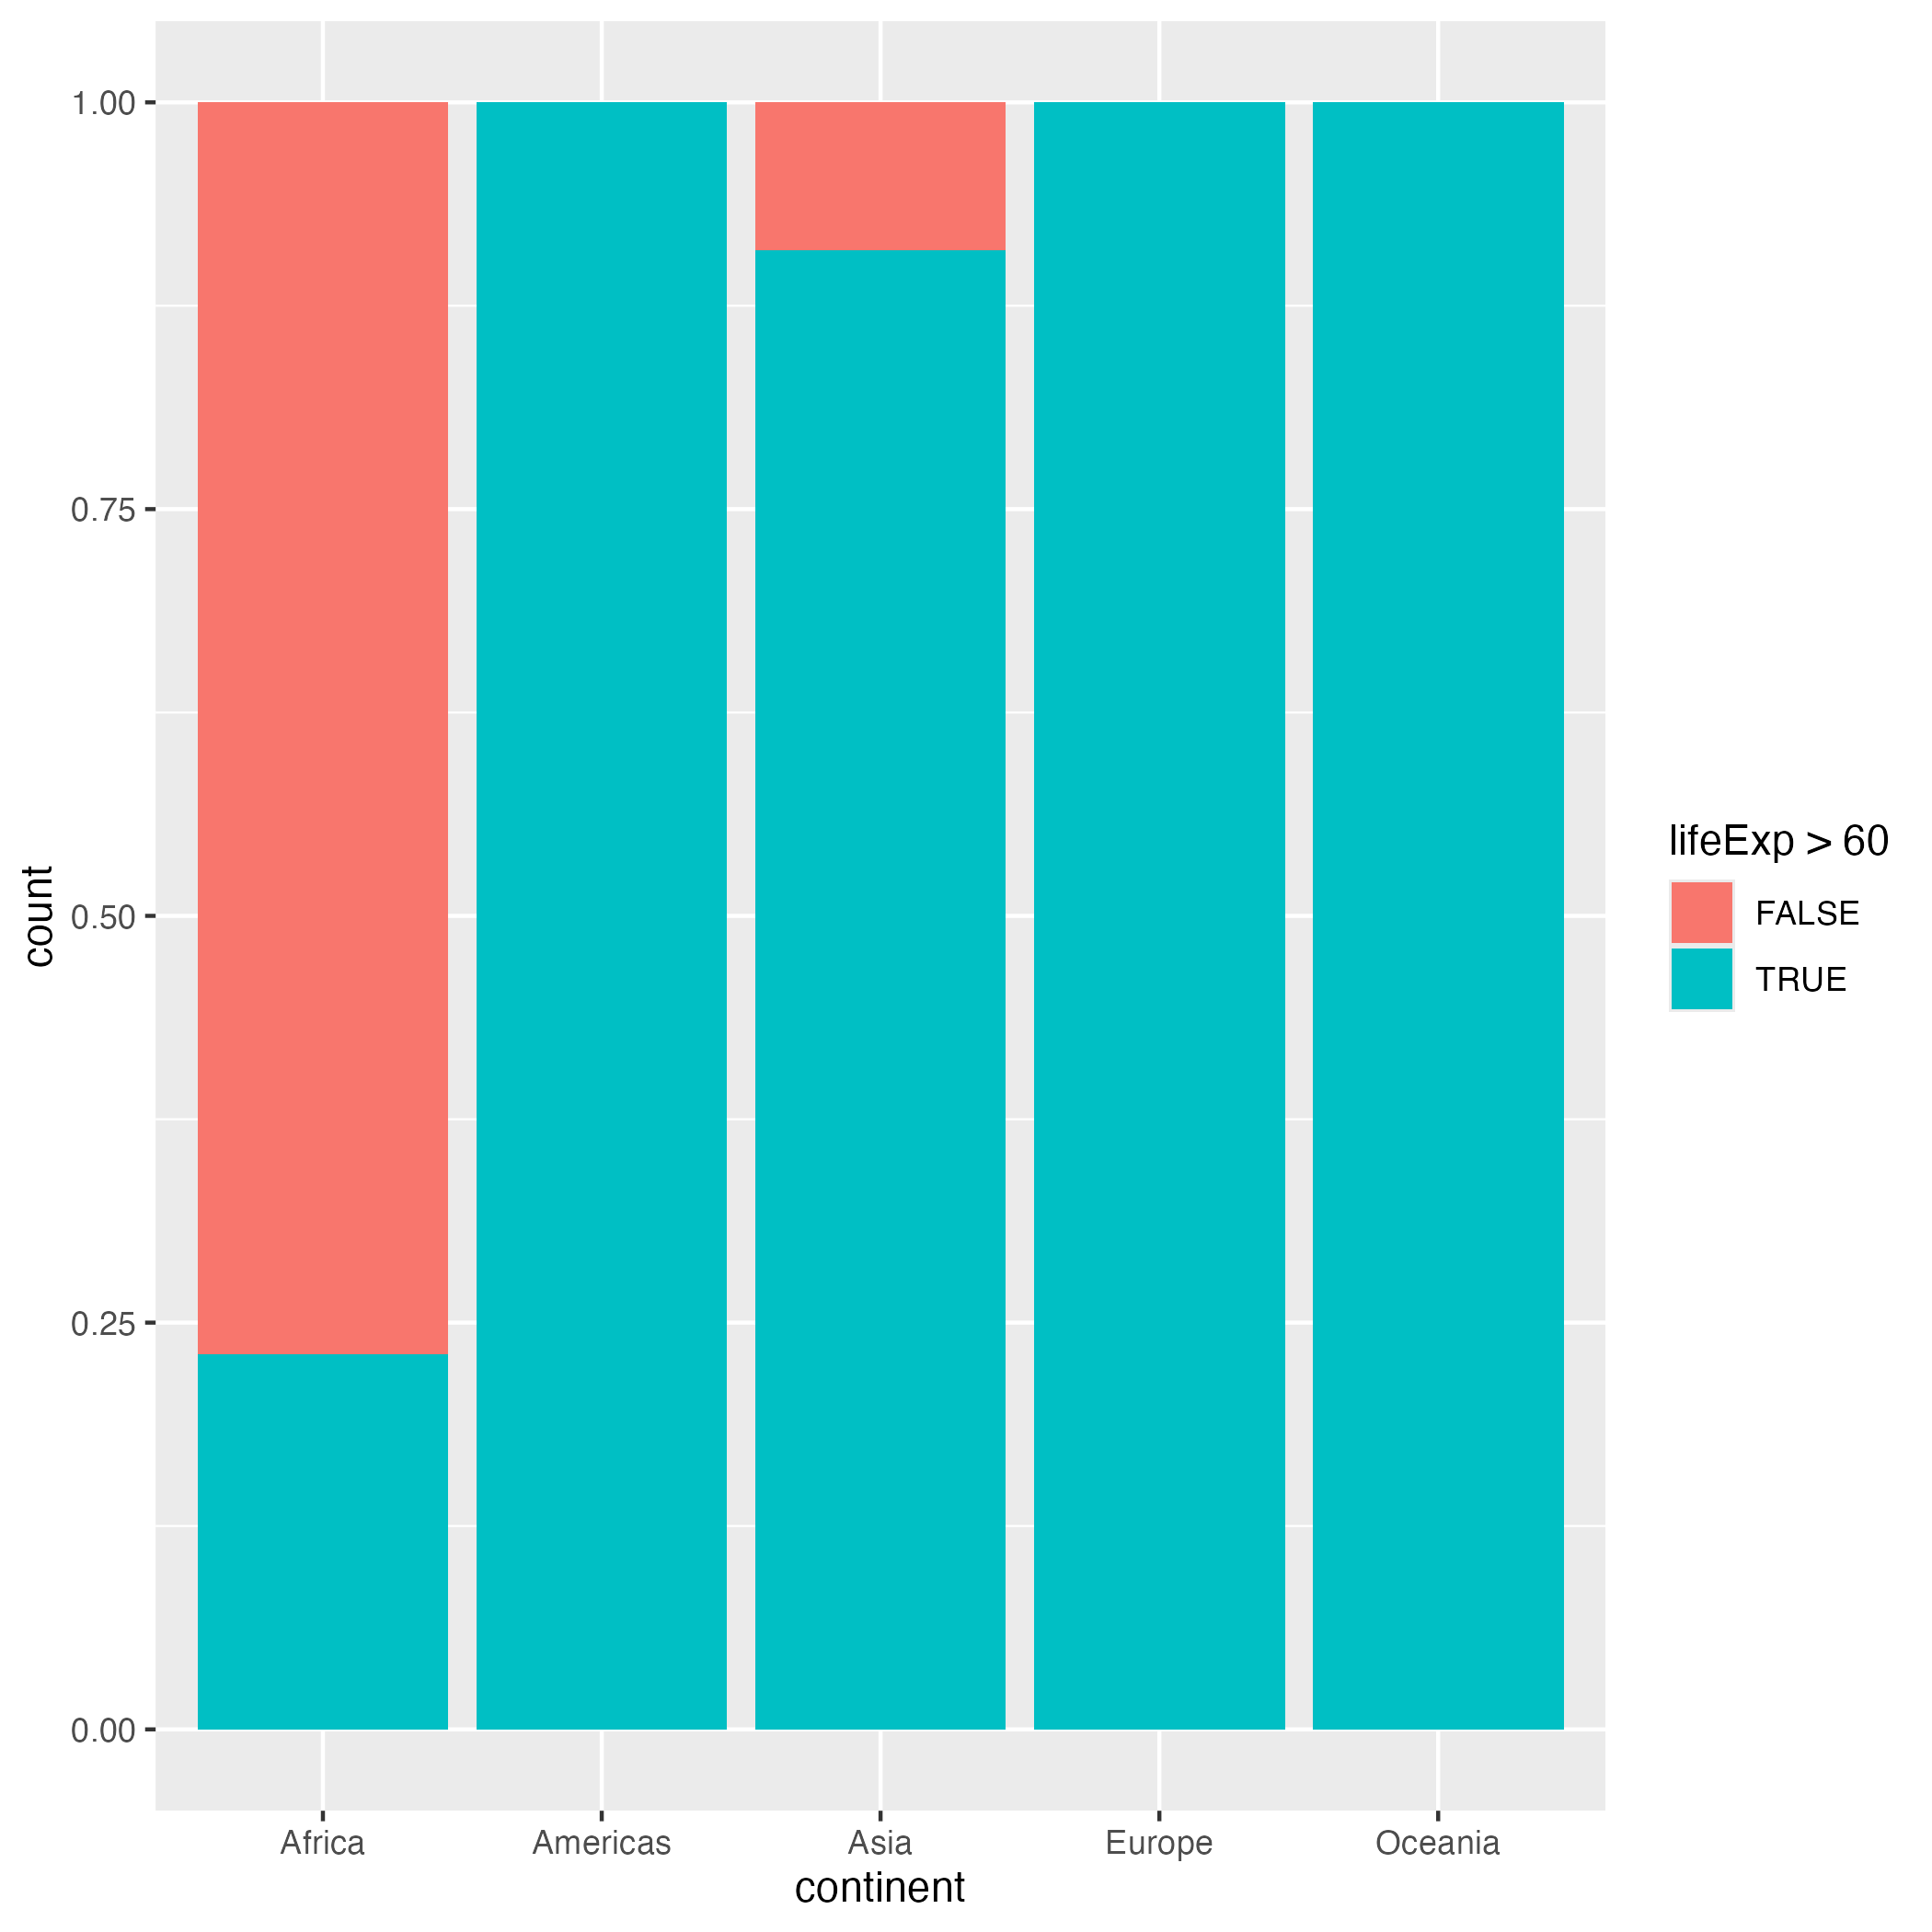 1.00
0.75
0.50
0.25
0.00
count
Africa Americas Asia Europe Oceania
continent
lifeExp > 60
FALSE
TRUE